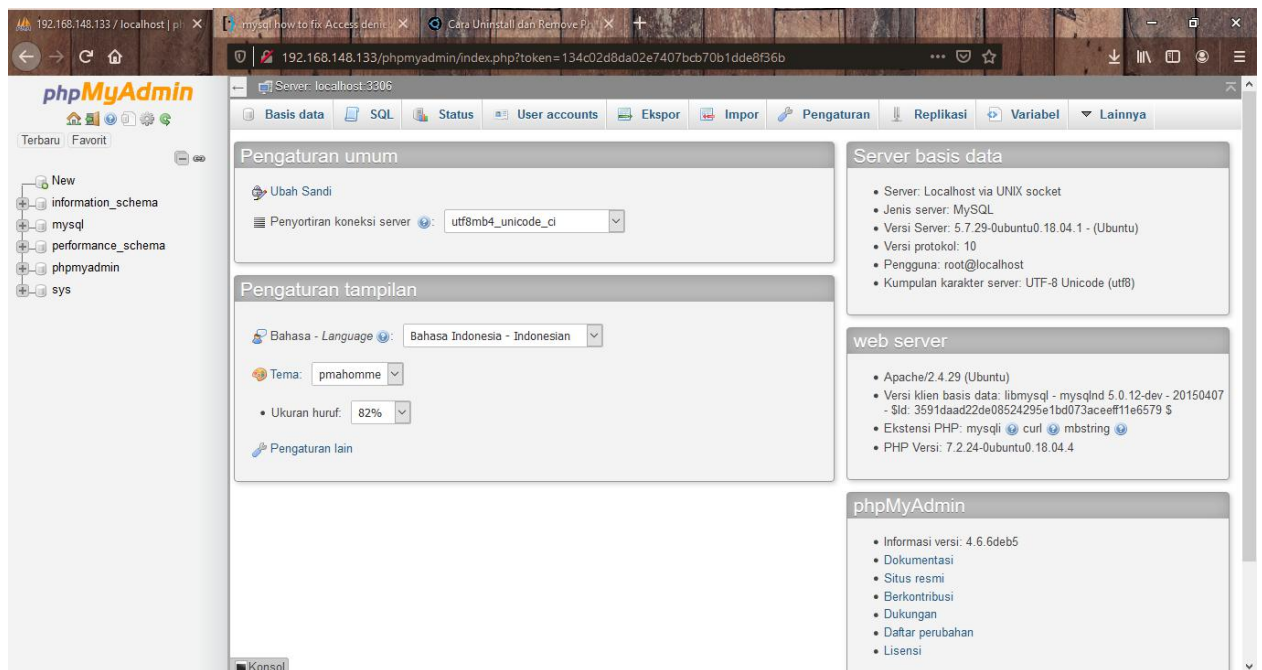 192.168.148.133 / localhost | ph
mysql how to fix Access denie
Cara Uninstall dan Remove Ph
192.168.148.133/phpmyadmin/index.php?token=134c02d8da02e7407bcb70b1dde8f36b
phpMyAdmin
Terbaru Favorit
New
information_schema
mysql
performance_schema
phpmyadmin
sys
Server: localhost:3306
Basis data SQL Status User accounts Ekspor Impor Pengaturan Replikasi Variabel Lainnya
Pengaturan umum
Ubah Sandi
Penyortiran koneksi server : utf8mb4_unicode_ci
Pengaturan tampilan
Bahasa - Language : Bahasa Indonesia - Indonesian
Tema: pmahomme
• Ukuran huruf: 82%
Pengaturan lain
Server basis data
• Server: Localhost via UNIX socket
• Jenis server: MySQL
• Versi Server: 5.7.29-0ubuntu0.18.04.1 - (Ubuntu)
• Versi protokol: 10
• Pengguna: root@localhost
• Kumpulan karakter server: UTF-8 Unicode (utf8)
web server
• Apache/2.4.29 (Ubuntu)
• Versi klien basis data: libmysql - mysqlnd 5.0.12-dev - 20150407
- $Id: 3591daad22de08524295e1bd073aceeff11e6579 $
• Ekstensi PHP: mysqli curl mbstring
• PHP Versi: 7.2.24-0ubuntu0.18.04.4
phpMyAdmin
• Informasi versi: 4.6.6deb5
• Dokumentasi
• Situs resmi
• Berkontribusi
• Dukungan
• Daftar perubahan
• Lisensi
Konsol